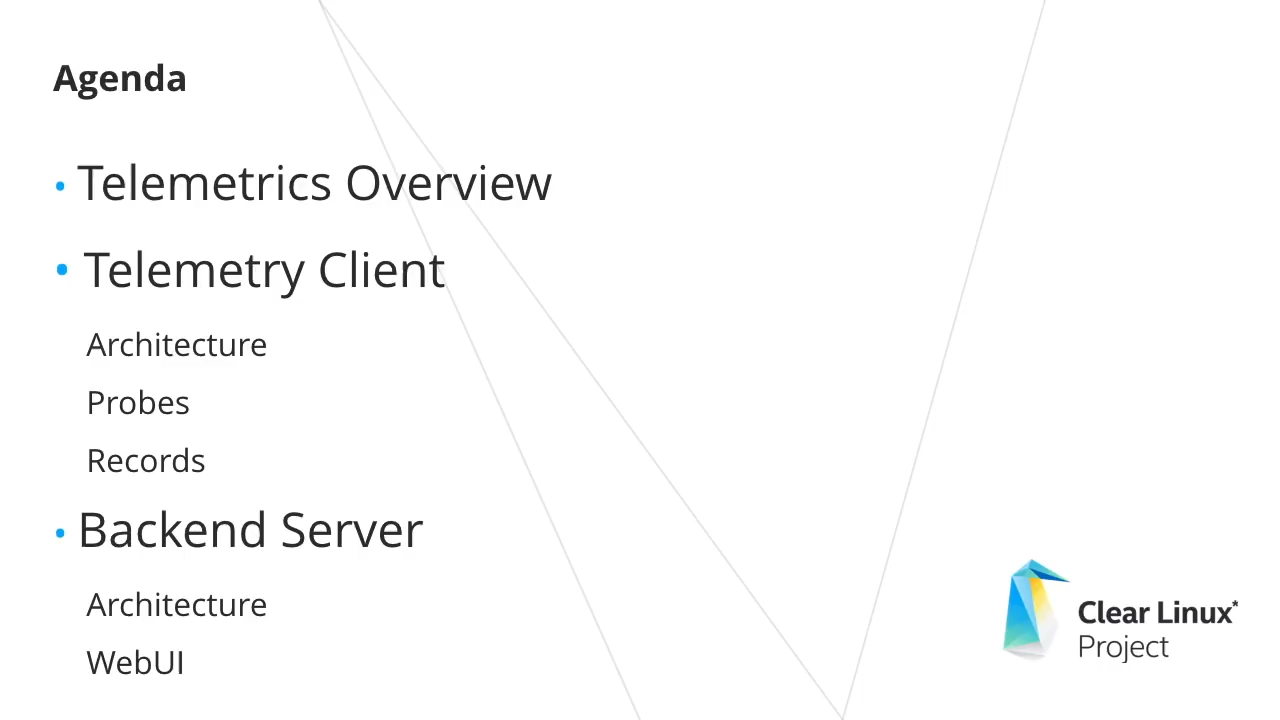 Agenda
• Telemetrics Overview
• Telemetry Client
Architecture
Probes
Records
• Backend Server
Architecture
WebUI
Clear Linux*
Project